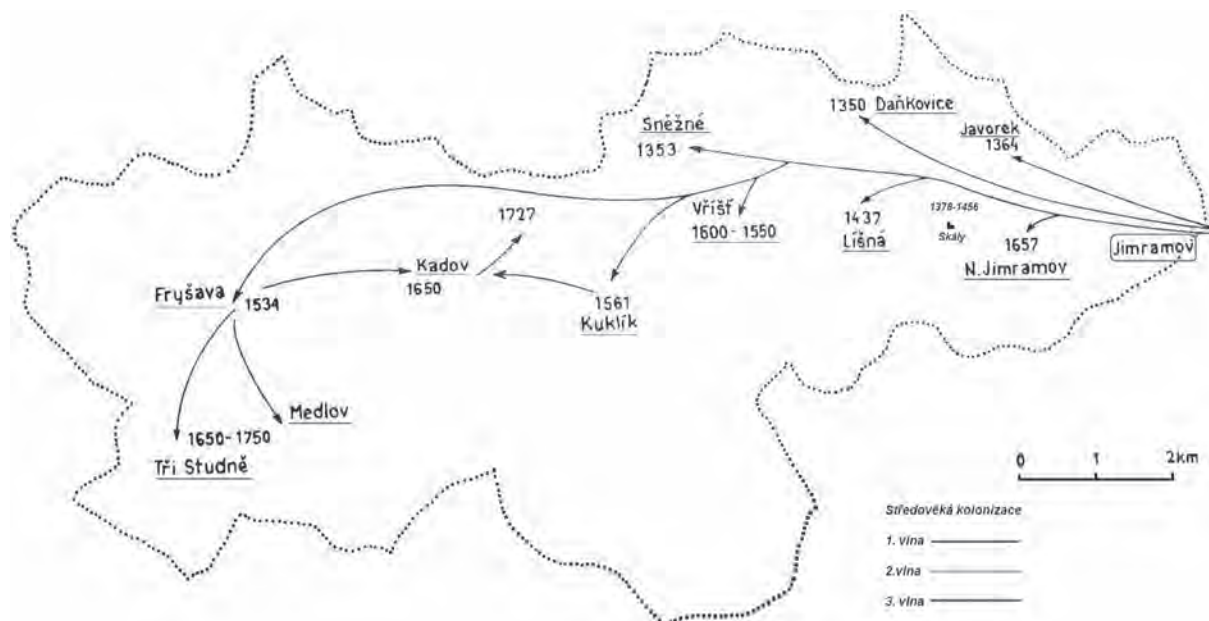 1350 Daňkovice
Sněžné
1353
Javorek
1364
1727
Vříšť
1600-1550
1437
Líšná
1378-1456
Skály
1657
N.Jimramov
Jimramov
Kadov
1650
Fryšava
1534
1561
Kuklík
Medlov
1650-1750
Tři Studně
0 1 2km
Středověká kolonizace
1. vlna
2.vlna
3. vlna